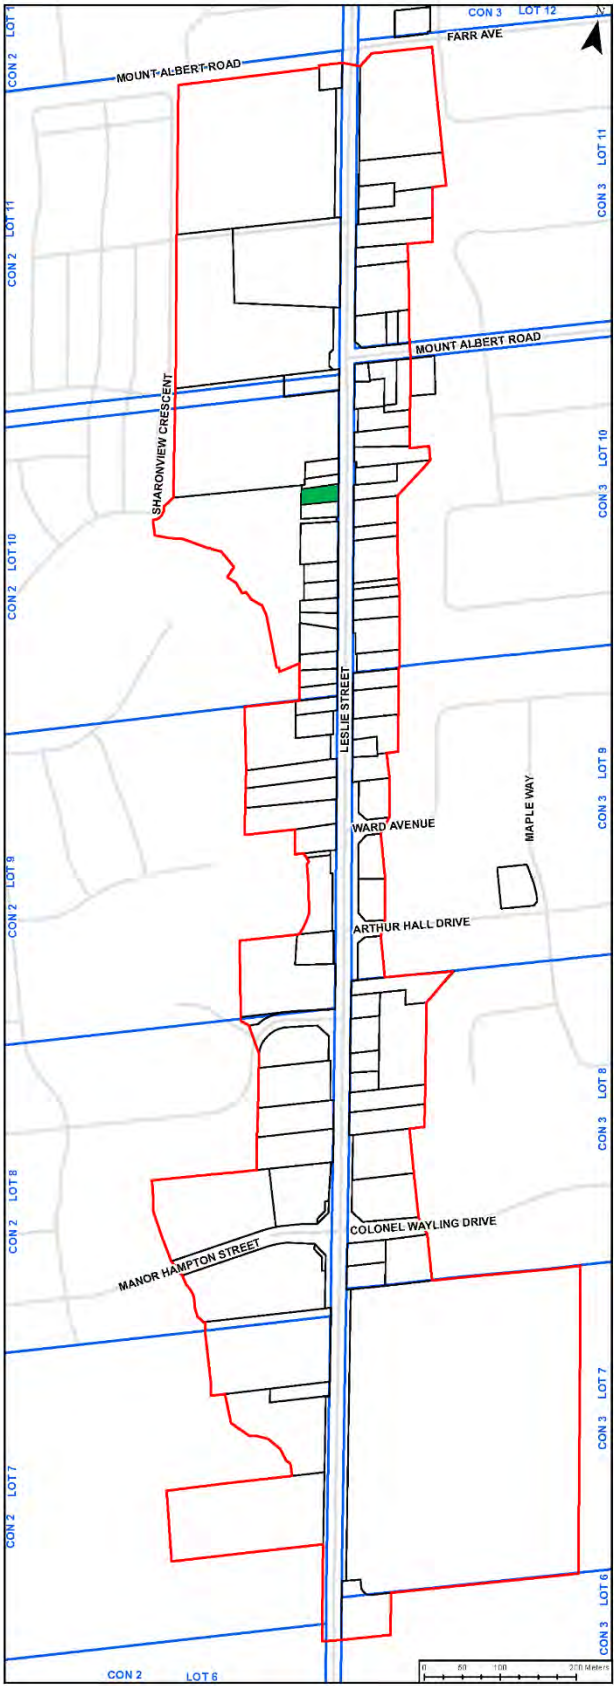 CON 3 LOT 12
N
FARR AVE
LOT 1
CON 2
MOUNT ALBERT ROAD
LOT 11
CON 3
LOT 11
CON 2
MOUNT ALBERT ROAD
SHARONVIEW CRESCENT
LOT 10
CON 3
LOT 10
CON 2
LESLIE STREET
LOT 9
CON 3
MAPLE WAY
WARD AVENUE
LOT 9
CON 2
ARTHUR HALL DRIVE
LOT 8
CON 3
LOT 8
CON 2
COLONEL WAYLING DRIVE
MANOR HAMPTON STREET
LOT 7
CON 3
LOT 7
CON 2
LOT 6
CON 3
CON 2 LOT 6
0 50 100 200 Meters